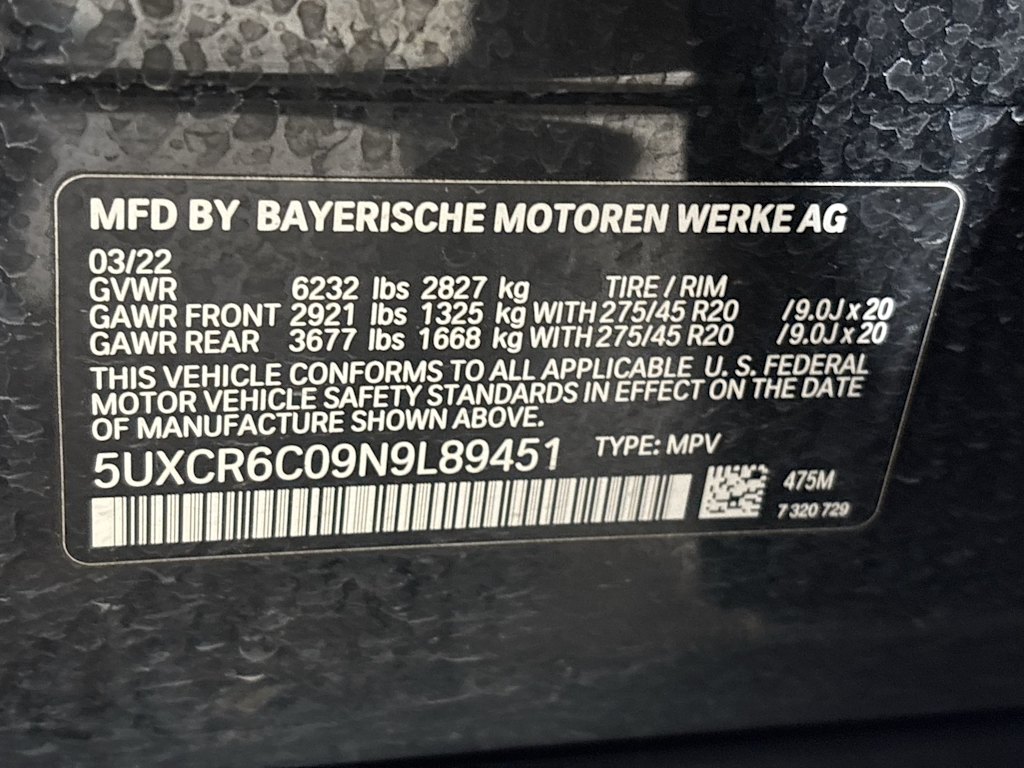 MFD BY BAYERISCHE MOTOREN WERKE AG
03/22
GVWR 6232 lbs 2827 kg TIRE / RIM
GAWR FRONT 2921 lbs 1325 kg WITH 275/45 R20 /9.0J x 20
GAWR REAR 3677 lbs 1668 kg WITH 275/45 R20 /9.0J x 20
THIS VEHICLE CONFORMS TO ALL APPLICABLE U. S. FEDERAL
MOTOR VEHICLE SAFETY STANDARDS IN EFFECT ON THE DATE
OF MANUFACTURE SHOWN ABOVE.
5UXCR6C09N9L89451 TYPE: MPV
475M
7 320 729